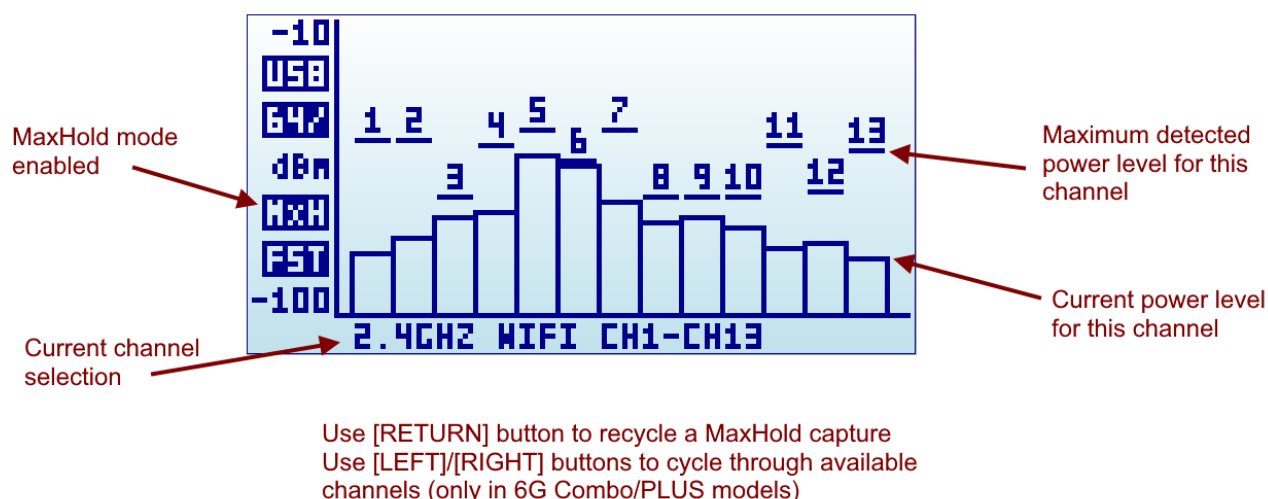 -10
USB
64/
dBm
MXH
FST
-100
1 2 3 4 5 6 7 8 9 10 11 12 13
2.4GHZ WIFI CH1-CH13
MaxHold mode
enabled
Current channel
selection
Maximum detected
power level for this
channel
Current power level
for this channel
Use [RETURN] button to recycle a MaxHold capture
Use [LEFT]/[RIGHT] buttons to cycle through available
channels (only in 6G Combo/PLUS models)